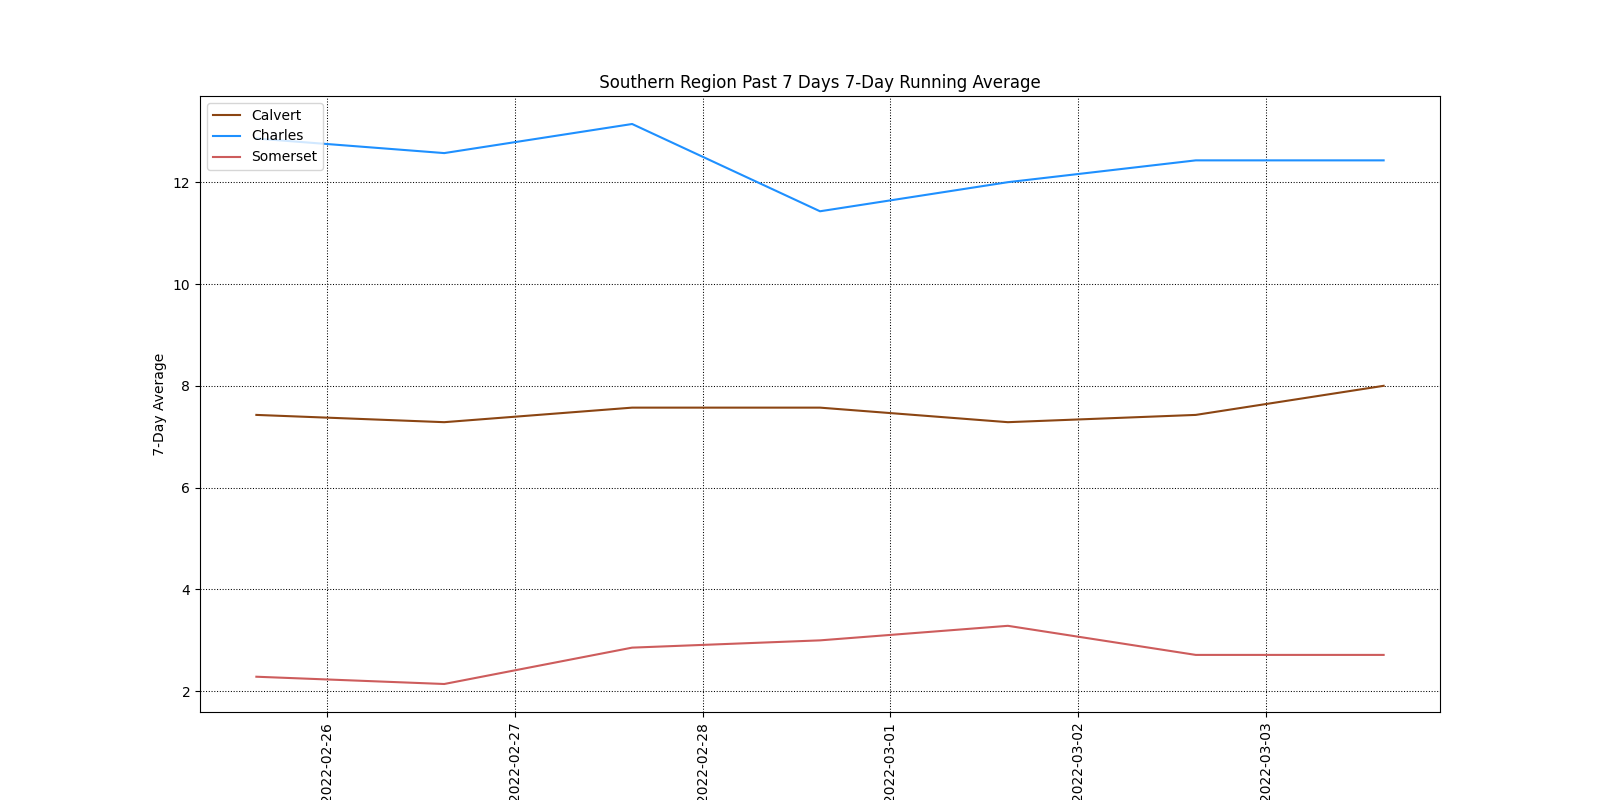 Southern Region Past 7 Days 7-Day Running Average
Calvert
Charles
Somerset
7-Day Average
12
10
8
6
4
2
2022-02-26
2022-02-27
2022-02-28
2022-03-01
2022-03-02
2022-03-03